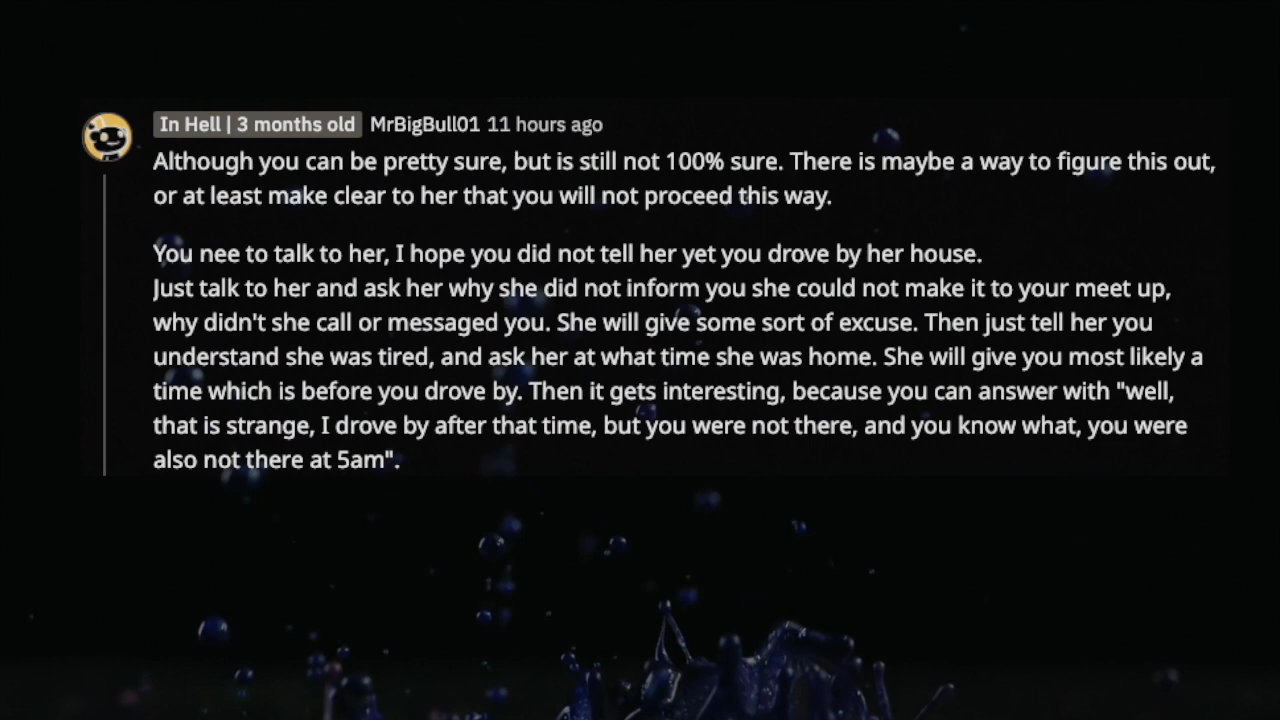 In Hell | 3 months old MrBigBull01 11 hours ago
Although you can be pretty sure, but is still not 100% sure. There is maybe a way to figure this out,
or at least make clear to her that you will not proceed this way.
You nee to talk to her, I hope you did not tell her yet you drove by her house.
Just talk to her and ask her why she did not inform you she could not make it to your meet up,
why didn't she call or messaged you. She will give some sort of excuse. Then just tell her you
understand she was tired, and ask her at what time she was home. She will give you most likely a
time which is before you drove by. Then it gets interesting, because you can answer with "well,
that is strange, I drove by after that time, but you were not there, and you know what, you were
also not there at 5am".